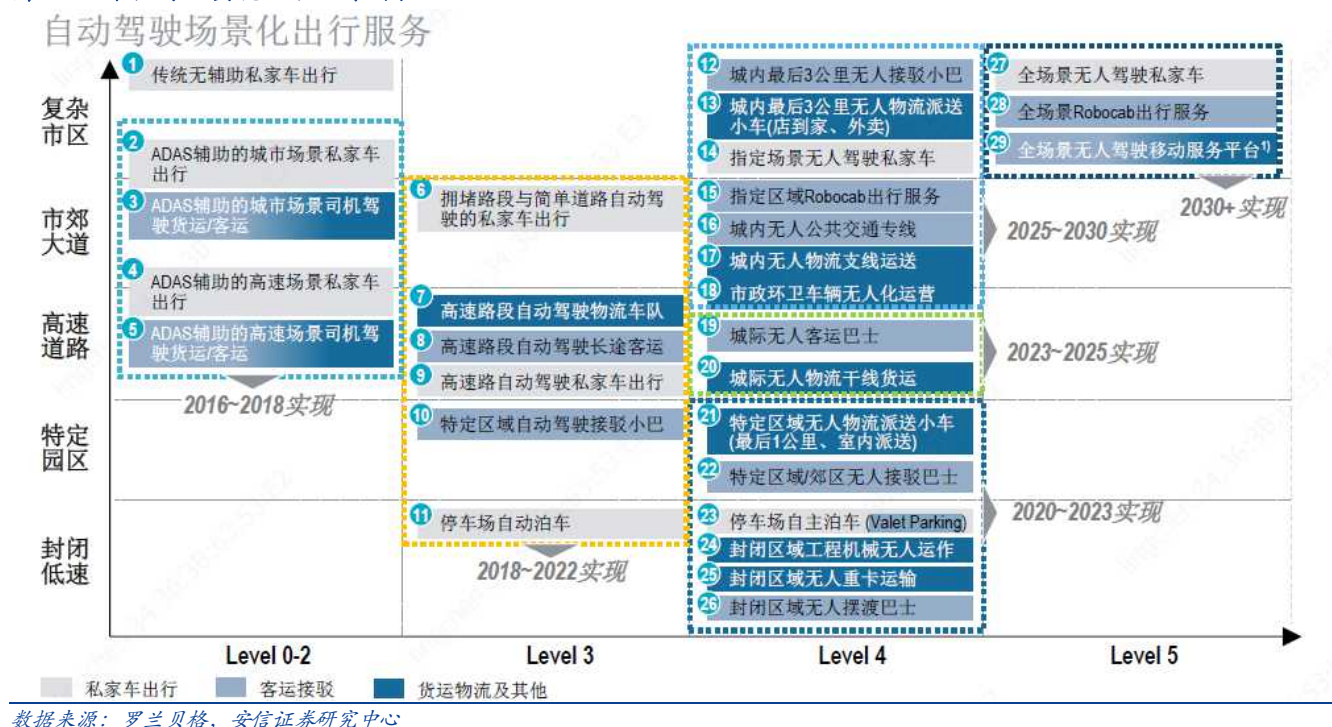 自动驾驶场景化出行服务
复杂
市区
市郊
大道
高速
道路
特定
园区
封闭
低速
1 传统无辅助私家车出行
2 ADAS辅助的城市场景私家车
出行
3 ADAS辅助的城市场景司机驾
驶货运/客运
4 ADAS辅助的高速场景私家车
出行
5 ADAS辅助的高速场景司机驾
驶货运/客运
2016~2018实现
6 拥堵路段与简单道路自动驾
驶的私家车出行
7 高速路段自动驾驶物流车队
8 高速路段自动驾驶长途客运
9 高速路自动驾驶私家车出行
10 特定区域自动驾驶接驳小巴
11 停车场自动泊车
2018~2022实现
12 城内最后3公里无人接驳小巴
13 城内最后3公里无人物流派送
小车(店到家、外卖)
14 指定场景无人驾驶私家车
15 指定区域Robocab出行服务
16 城内无人公共交通专线
17 城内无人物流支线运送
18 市政环卫车辆无人化运营
2025~2030实现
19 城际无人客运巴士
20 城际无人物流干线货运
2023~2025实现
21 特定区域无人物流派送小车
(最后1公里、室内派送)
22 特定区域/郊区无人接驳巴士
23 停车场自主泊车 (Valet Parking)
24 封闭区域工程机械无人运作
25 封闭区域无人重卡运输
26 封闭区域无人摆渡巴士
2020~2023实现
27 全场景无人驾驶私家车
28 全场景Robocab出行服务
29 全场景无人驾驶移动服务平台1)
2030+实现
Level 0-2
Level 3
Level 4
Level 5
私家车出行
客运接驳
货运物流及其他
数据来源：罗兰贝格，安信证券研究中心